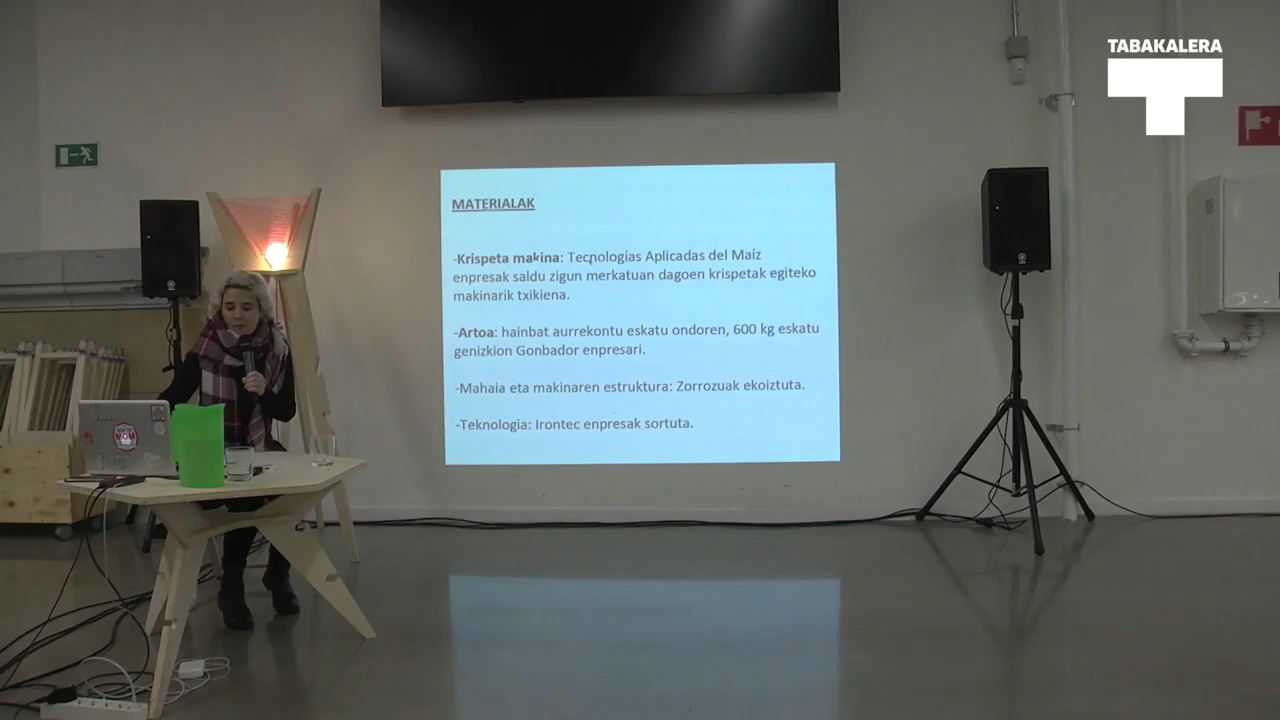 TABAKALERA
MATERIALAK
-Krispeta makina: Tecnologías Aplicadas del Maíz
enpresak saldu zigun merkatuan dagoen krispetak egiteko
makinarik txikiena.
-Artoa: hainbat aurrekontu eskatu ondoren, 600 kg eskatu
genizkion Gonbador enpresari.
-Mahaia eta makinaren estruktura: Zorrozuak ekoiztuta.
-Teknologia: Irontec enpresak sortuta.
MOM